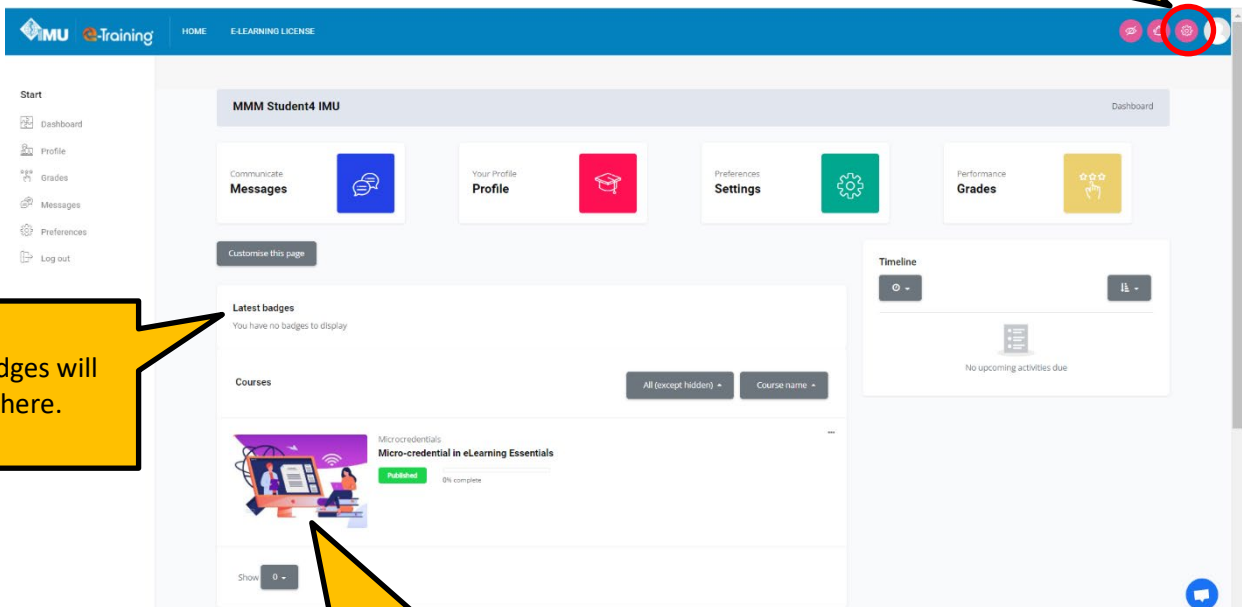 IMU e-Training
HOME E-LEARNING LICENSE
Start
Dashboard
Profile
Grades
Messages
Preferences
Log out
MMM Student4 IMU
Dashboard
Communicate
Messages
Your Profile
Profile
Preferences
Settings
Performance
Grades
Customise this page
Latest badges
You have no badges to display
Timeline
No upcoming activities due
will
here.
Courses
All (except hidden)
Course name
Microcredentials
Micro-credential in eLearning Essentials
Published
0% complete
Show 0